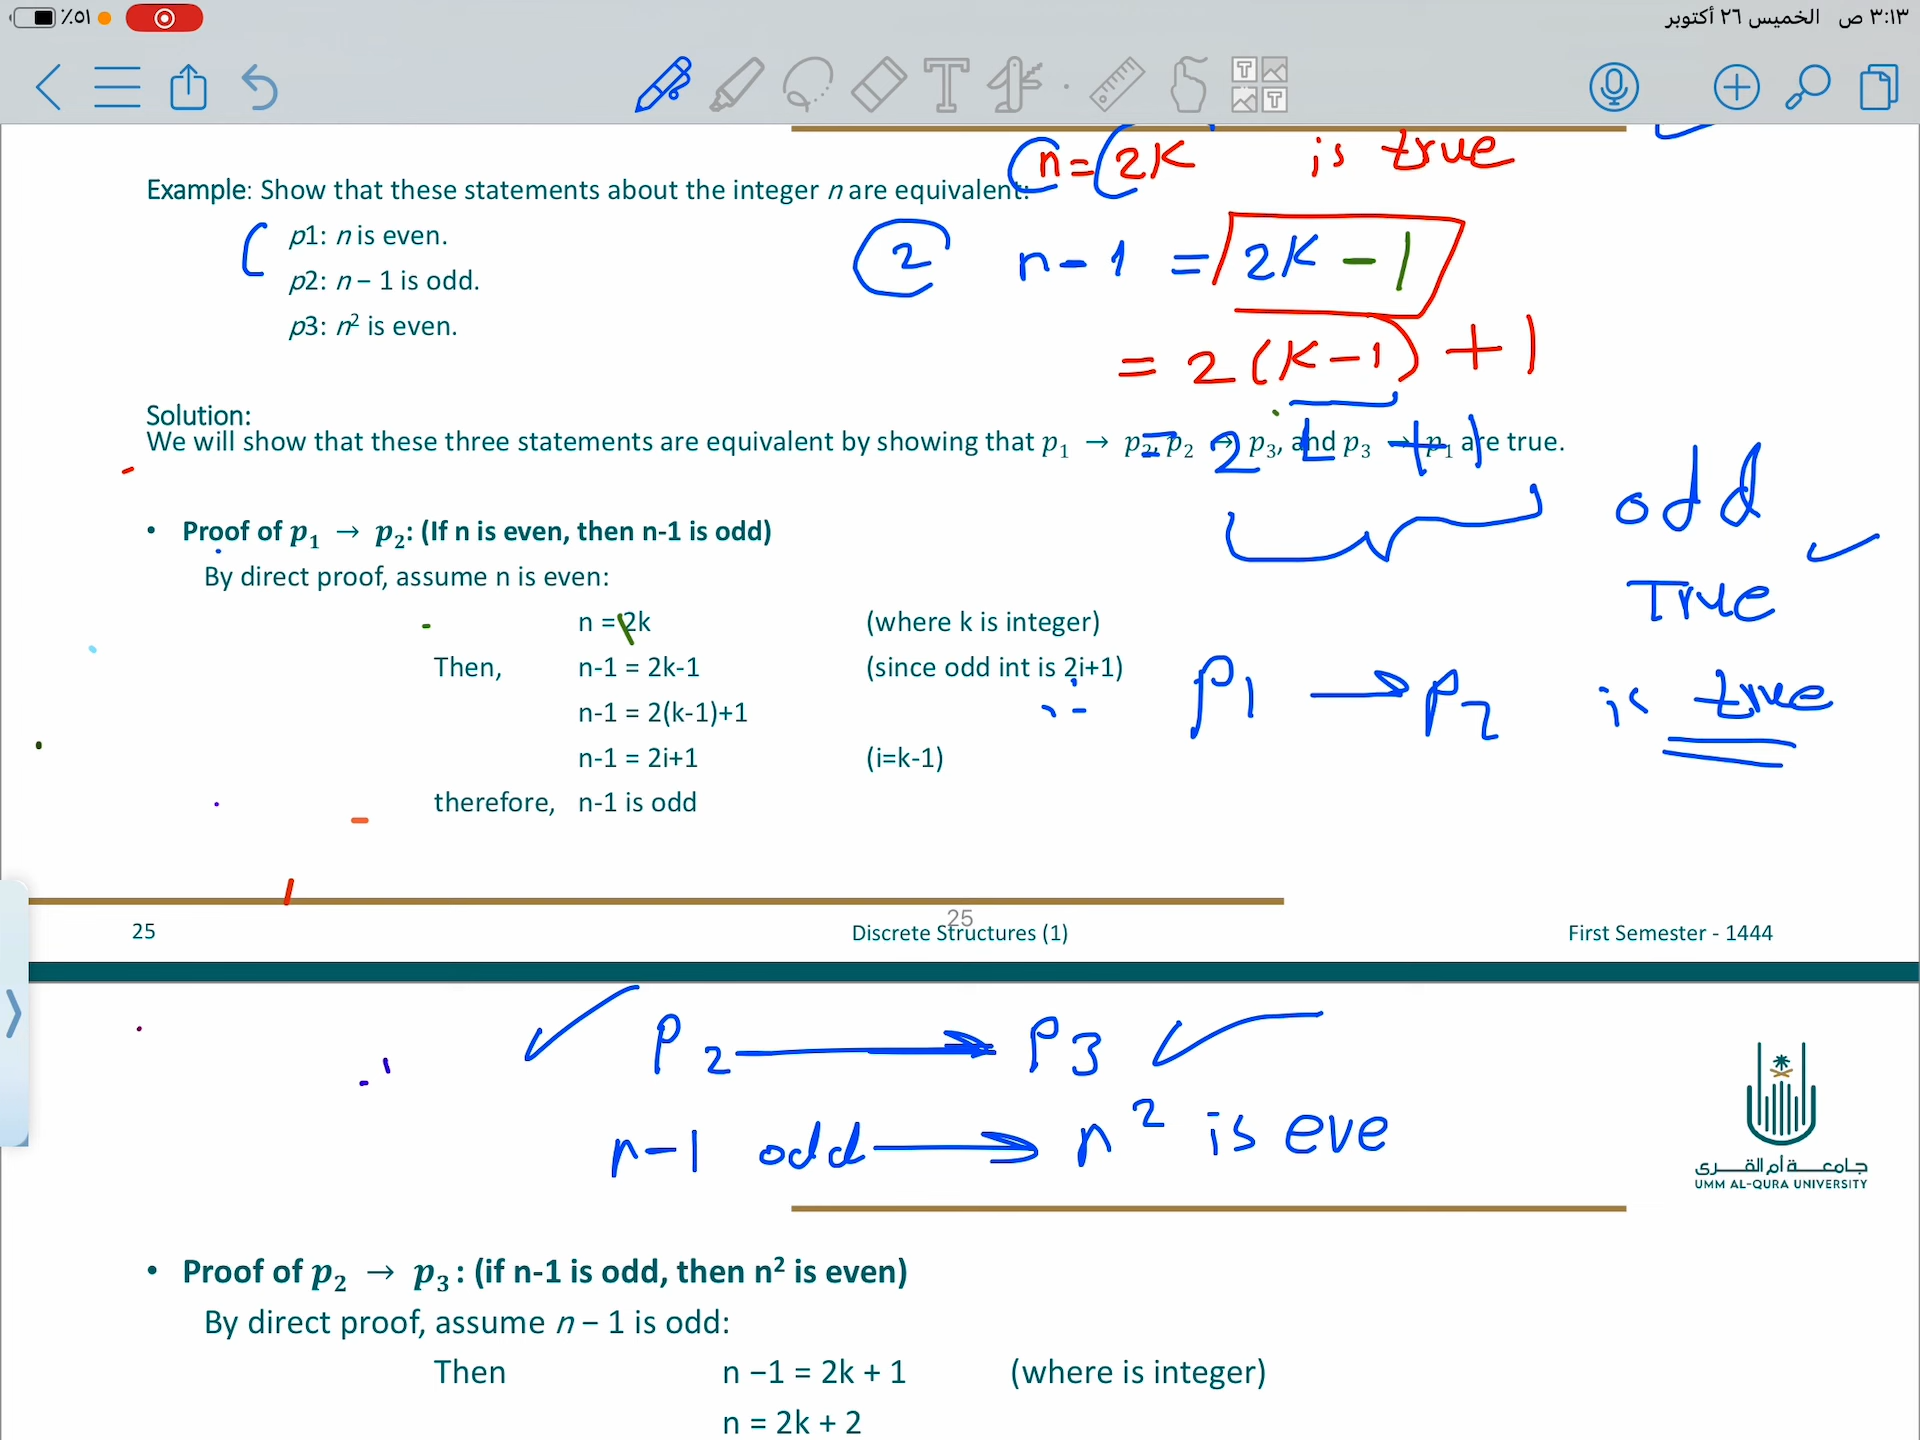 ٪٥١
٣:١٣ ص الخميس ٢٦ أكتوبر
n = 2k is true
Example: Show that these statements about the integer n are equivalent:
p1: n is even.
p2: n − 1 is odd.
p3: n² is even.
2 n - 1 = 2k - 1
= 2 (k - 1) + 1
Solution:
We will show that these three statements are equivalent by showing that p₁ → p₂, p₂ → p₃, and p₃ → p₁ are true.
= 2 L + 1
odd
True
• Proof of p₁ → p₂: (If n is even, then n-1 is odd)
By direct proof, assume n is even:
n = 2k (where k is integer)
Then, n-1 = 2k-1 (since odd int is 2i+1)
n-1 = 2(k-1)+1
n-1 = 2i+1 (i=k-1)
therefore, n-1 is odd
∴ P₁ → P₂ is true
25
25
Discrete Structures (1)
First Semester - 1444
P₂ → P₃
n-1 odd → n² is eve
جامعة أم القرى
UMM AL-QURA UNIVERSITY
• Proof of p₂ → p₃: (if n-1 is odd, then n² is even)
By direct proof, assume n − 1 is odd:
Then n −1 = 2k + 1 (where is integer)
n = 2k + 2